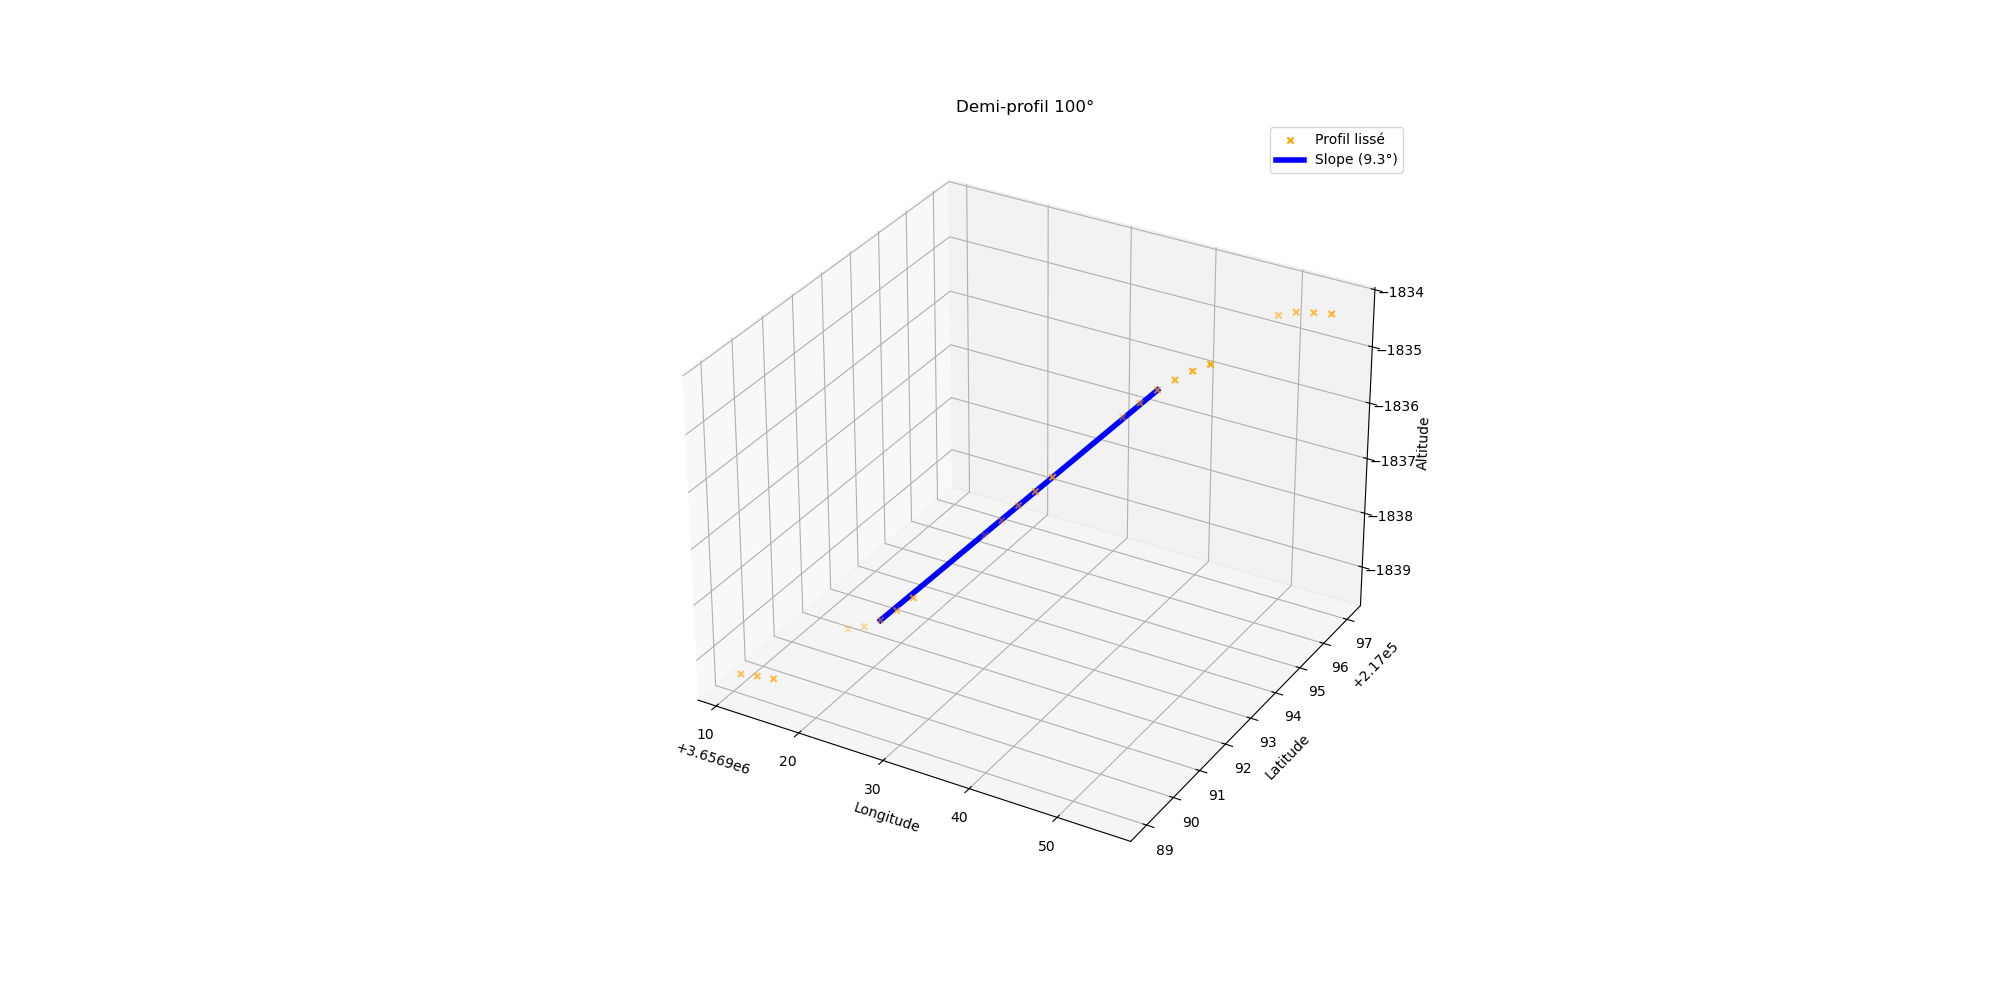 Demi-profil 100°
Profil lissé
Slope (9.3°)
−1834
−1835
−1836
−1837
−1838
−1839
Altitude
97
96
95
94
93
92
91
90
89
+2.17e5
Latitude
10
20
30
40
50
+3.6569e6
Longitude